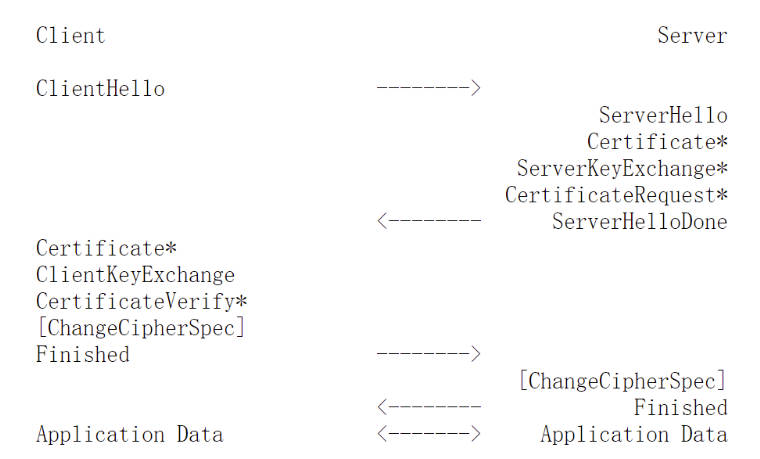 Client Server
ClientHello -------->
ServerHello
Certificate*
ServerKeyExchange*
CertificateRequest*
<-------- ServerHelloDone
Certificate*
ClientKeyExchange
CertificateVerify*
[ChangeCipherSpec]
Finished -------->
[ChangeCipherSpec]
<-------- Finished
Application Data <-------> Application Data